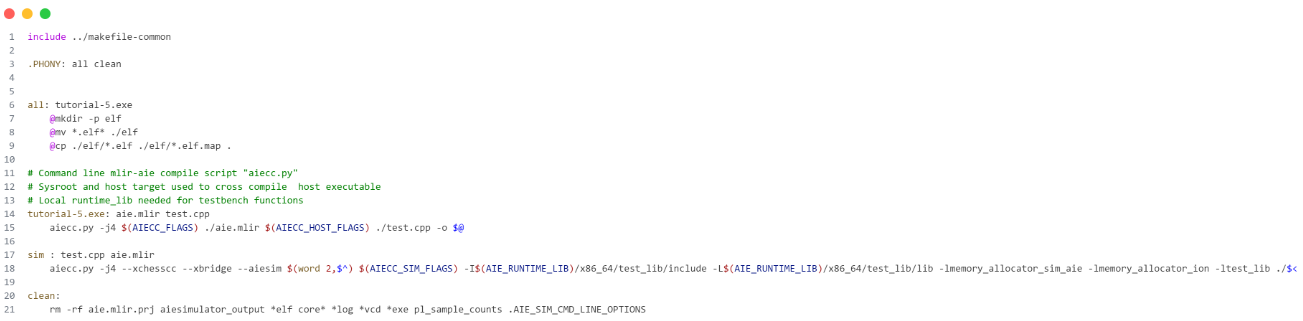 1 include ../makefile-common
2
3 .PHONY: all clean
4
5
6 all: tutorial-5.exe
7 @mkdir -p elf
8 @mv *.elf* ./elf
9 @cp ./elf/*.elf ./elf/*.elf.map .
10
11 # Command line mlir-aie compile script "aiecc.py"
12 # Sysroot and host target used to cross compile  host executable
13 # Local runtime_lib needed for testbench functions
14 tutorial-5.exe: aie.mlir test.cpp
15 aiecc.py -j4 $(AIECC_FLAGS) ./aie.mlir $(AIECC_HOST_FLAGS) ./test.cpp -o $@
16
17 sim : test.cpp aie.mlir
18 aiecc.py -j4 --xchesscc --xbridge --aiesim $(word 2,$^) $(AIECC_SIM_FLAGS) -I$(AIE_RUNTIME_LIB)/x86_64/test_lib/include -L$(AIE_RUNTIME_LIB)/x86_64/test_lib/lib -lmemory_allocator_sim_aie -lmemory_allocator_ion -ltest_lib ./$<
19
20 clean:
21 rm -rf aie.mlir.prj aiesimulator_output *elf core* *log *vcd *exe pl_sample_counts .AIE_SIM_CMD_LINE_OPTIONS